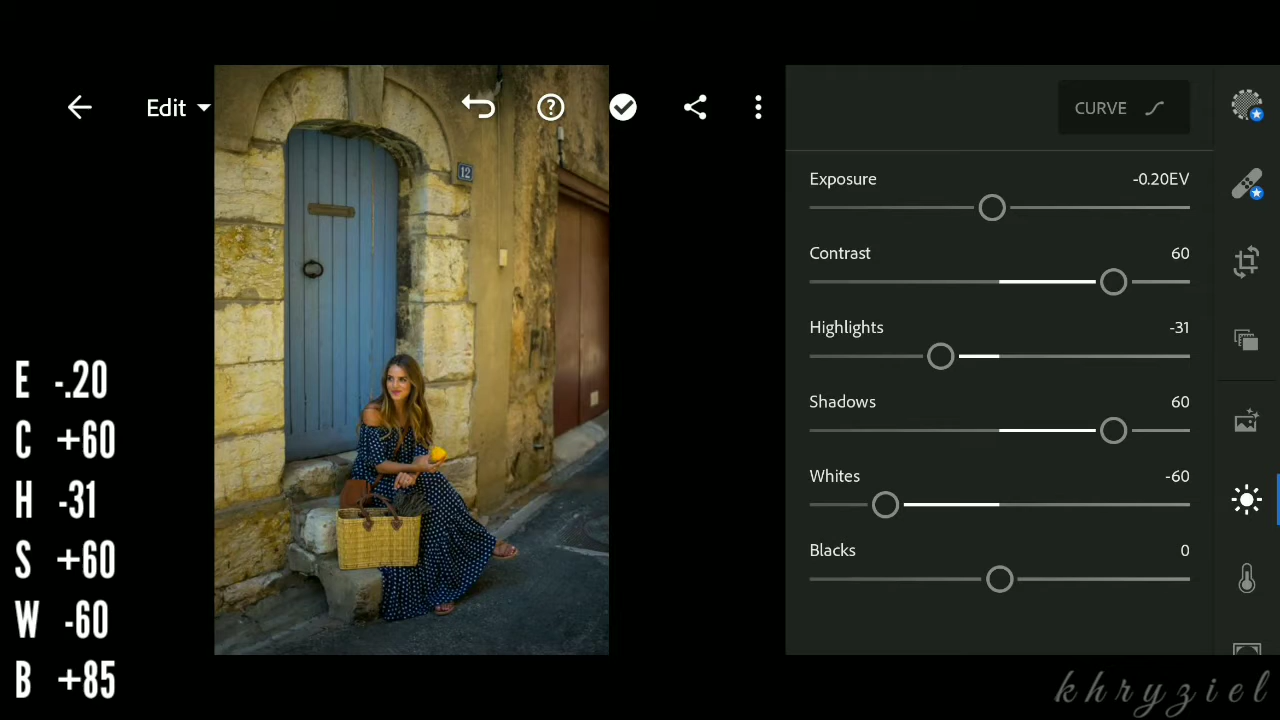 Edit
CURVE
12
Exposure -0.20EV
Contrast 60
Highlights -31
Shadows 60
Whites -60
Blacks 0
E -.20
C +60
H -31
S +60
W -60
B +85
khryziel